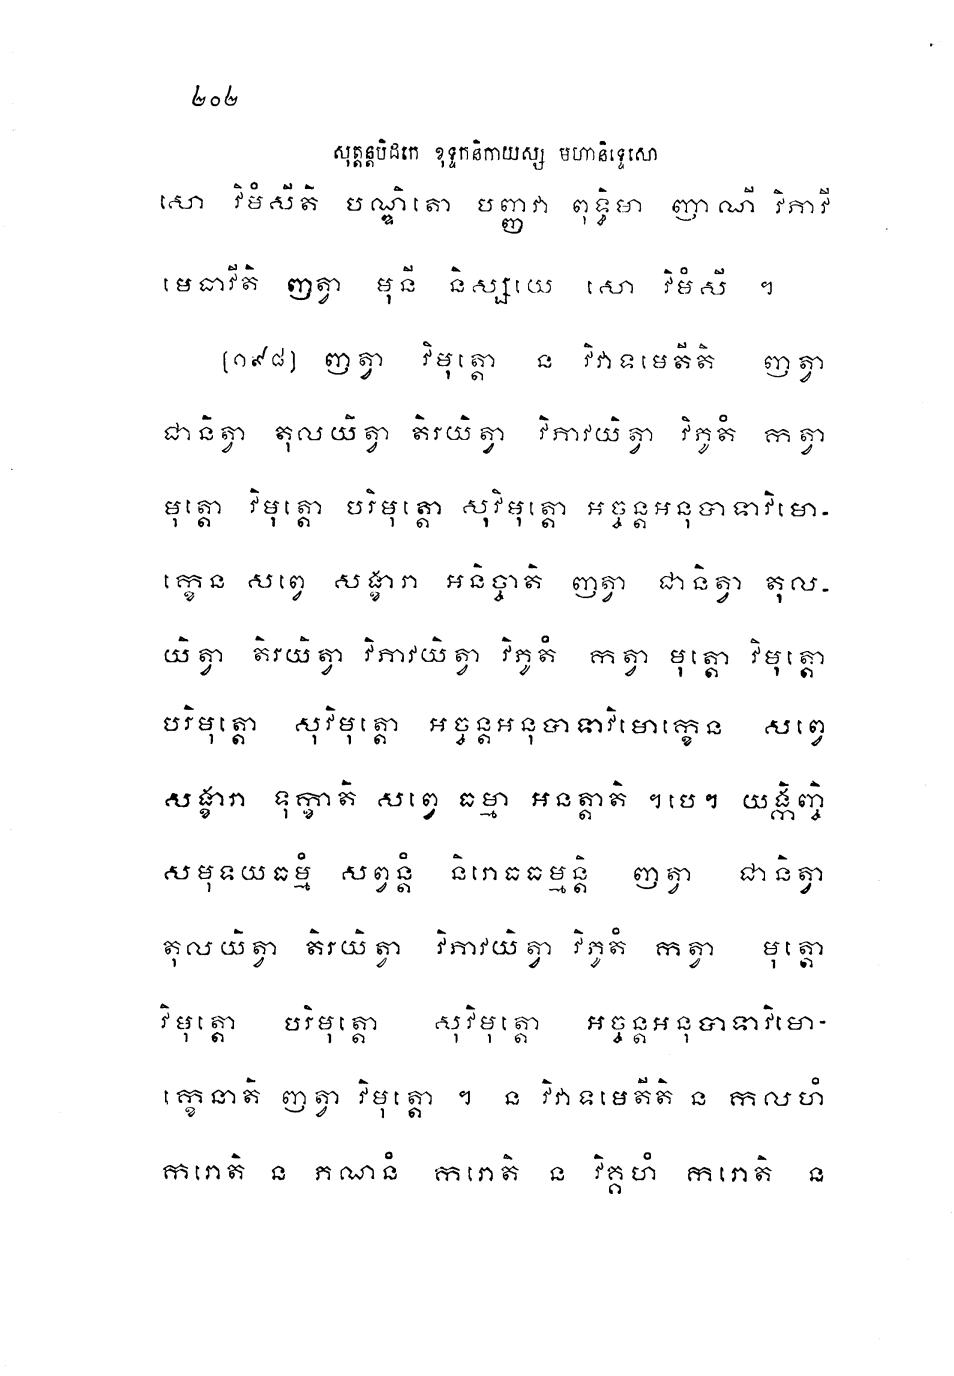 ២០២
សុត្តន្តបិដកេ ខុទ្ទកនិកាយស្ស មហានិទ្ទេសោ
សោ វិមំសីតិ បណ្ឌិតោ បញ្ញវា ពុទ្ធិមា ញាណី វិភាវី
មេធាវីតិ ញត្វា មុនី និស្សយេ សោ វិមំសី ។
[១៩៨] ញត្វា វិមុត្តោ ន វិវាទមេតីតិ ញត្វា
ជានិត្វា តុលយិត្វា តិរយិត្វា វិភាវយិត្វា វិភូតំ កត្វា
មុត្តោ វិមុត្តោ បរិមុត្តោ សុវិមុត្តោ អច្ចន្តអនុបាទាវិមោ-
ក្ខេន សព្វេ សង្ខារា អនិច្ចាតិ ញត្វា ជានិត្វា តុល-
យិត្វា តិរយិត្វា វិភាវយិត្វា វិភូតំ កត្វា មុត្តោ វិមុត្តោ
បរិមុត្តោ សុវិមុត្តោ អច្ចន្តអនុបាទាវិមោក្ខេន សព្វេ
សង្ខារា ទុក្ខាតិ សព្វេ ធម្មា អនត្តាតិ ។បេ។ យង្កិញ្ចិ
សមុទយធម្មំ សព្វន្តំ និរោធធម្មន្តិ ញត្វា ជានិត្វា
តុលយិត្វា តិរយិត្វា វិភាវយិត្វា វិភូតំ កត្វា មុត្តោ
វិមុត្តោ បរិមុត្តោ សុវិមុត្តោ អច្ចន្តអនុបាទាវិមោ-
ក្ខេនាតិ ញត្វា វិមុត្តោ ។ ន វិវាទមេតីតិ ន កលហំ
ករោតិ ន ភណនំ ករោតិ ន វិគ្គហំ ករោតិ ន